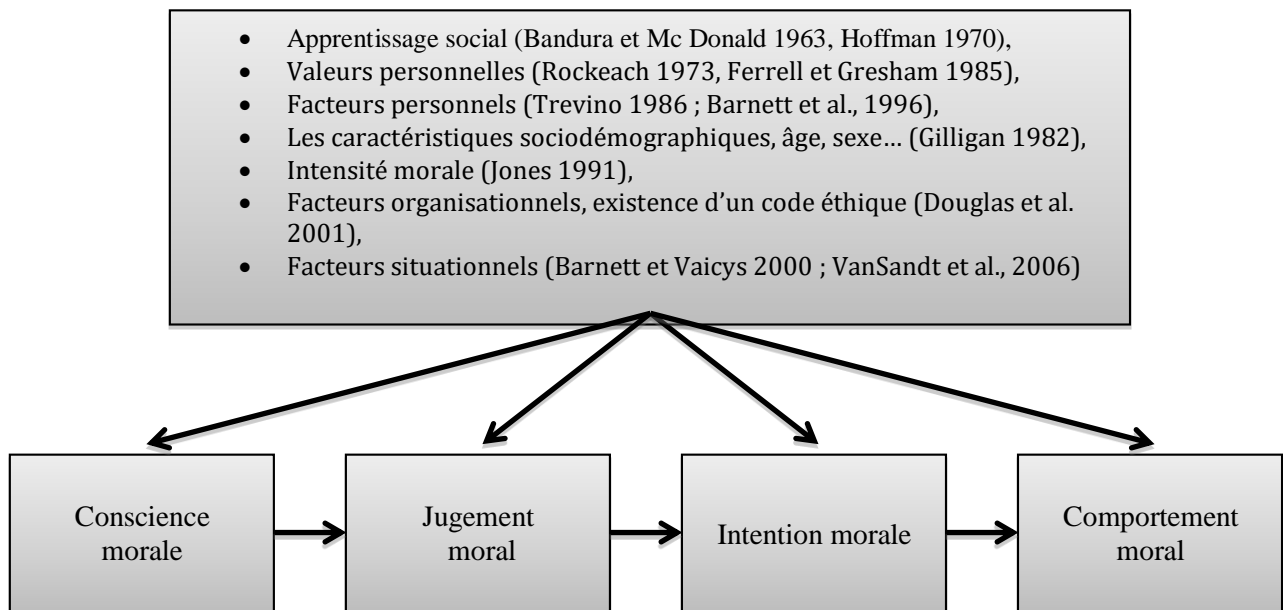 • Apprentissage social (Bandura et Mc Donald 1963, Hoffman 1970),
• Valeurs personnelles (Rockeach 1973, Ferrell et Gresham 1985),
• Facteurs personnels (Trevino 1986 ; Barnett et al., 1996),
• Les caractéristiques sociodémographiques, âge, sexe… (Gilligan 1982),
• Intensité morale (Jones 1991),
• Facteurs organisationnels, existence d’un code éthique (Douglas et al.
2001),
• Facteurs situationnels (Barnett et Vaicys 2000 ; VanSandt et al., 2006)
Conscience
morale
Jugement
moral
Intention morale
Comportement
moral